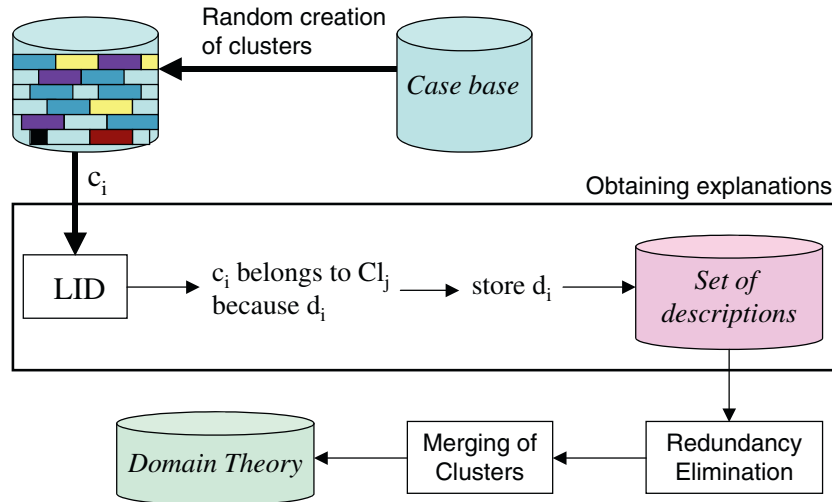 Random creation
of clusters
Case base
c_i
Obtaining explanations
LID
c_i belongs to Cl_j
because d_i
store d_i
Set of
descriptions
Domain Theory
Merging of
Clusters
Redundancy
Elimination